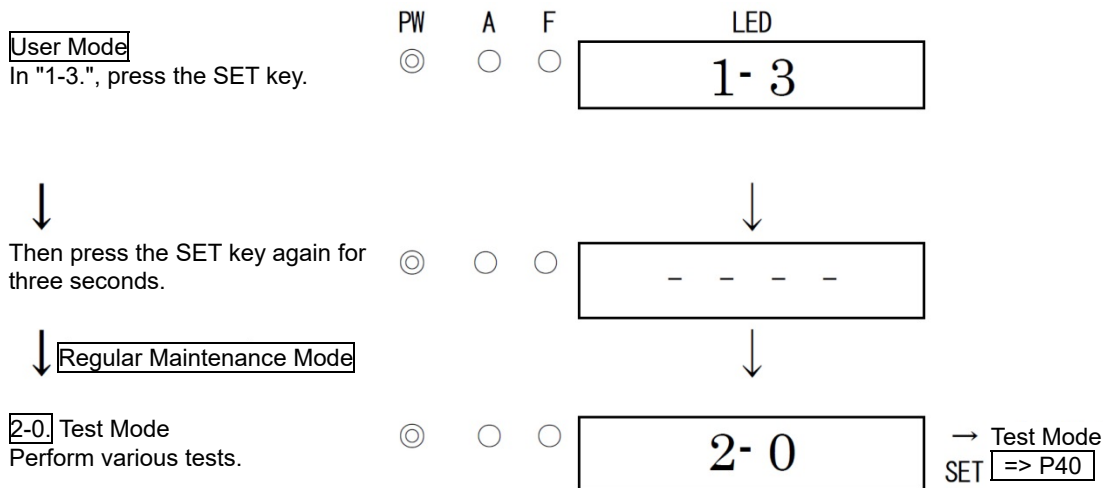 PW A F LED
User Mode
In "1-3.", press the SET key.
◎ ○ ○ 1- 3
↓ ↓
Then press the SET key again for
three seconds.
◎ ○ ○ - - - -
↓ Regular Maintenance Mode ↓
2-0. Test Mode
Perform various tests.
◎ ○ ○ 2- 0
→ Test Mode
SET => P40